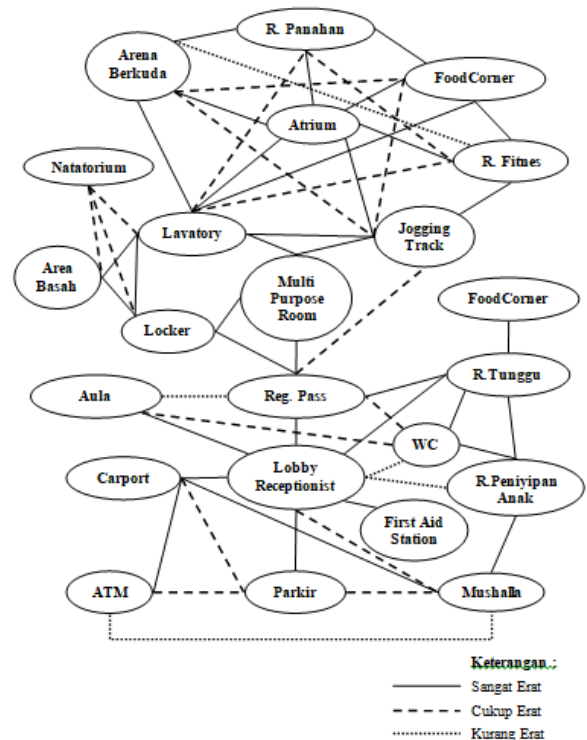 R. Panahan
Arena
Berkuda
FoodCorner
Atrium
R. Fitnes
Natatorium
Lavatory
Jogging
Track
Area
Basah
Multi
Purpose
Room
FoodCorner
Locker
R.Tunggu
Aula
Reg. Pass
WC
Carport
Lobby
Receptionist
R.Peniyipan
Anak
First Aid
Station
ATM
Parkir
Mushalla
Keterangan :
Sangat Erat
Cukup Erat
Kurang Erat